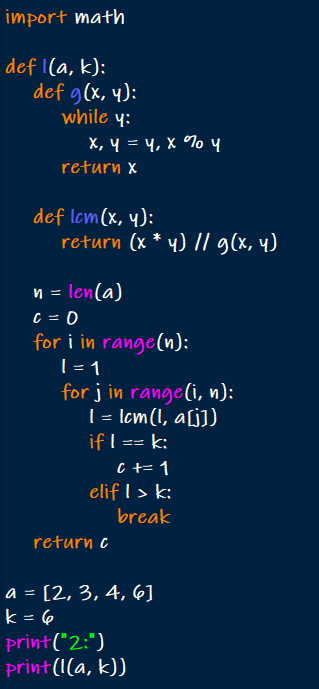 import math
def l(a, k):
def g(x, y):
while y:
x, y = y, x % y
return x
def lcm(x, y):
return (x * y) // g(x, y)
n = len(a)
c = 0
for i in range(n):
l = 1
for j in range(i, n):
l = lcm(l, a[j])
if l == k:
c += 1
elif l > k:
break
return c
a = [2, 3, 4, 6]
k = 6
print("2:")
print(l(a, k))